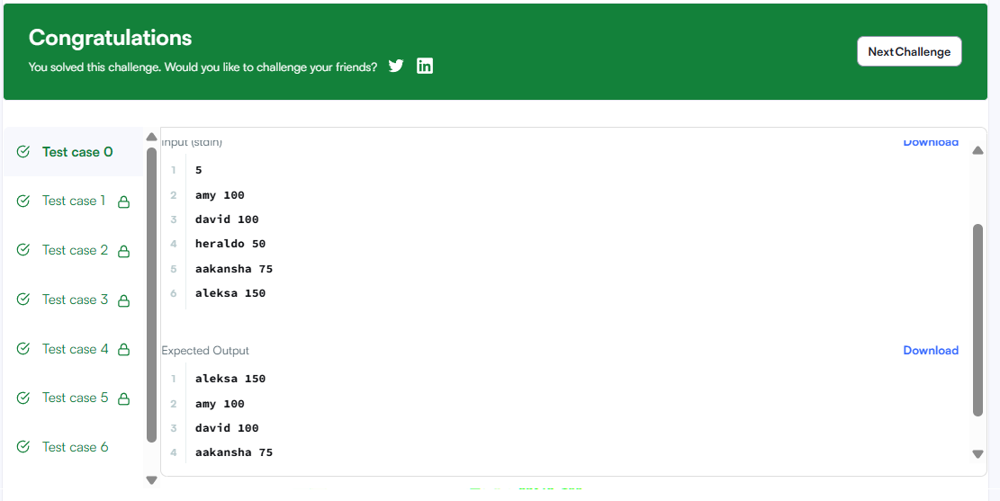 Congratulations
You solved this challenge. Would you like to challenge your friends?
Next Challenge
Test case 0
Test case 1
Test case 2
Test case 3
Test case 4
Test case 5
Test case 6
Input (stdin)
Download
1 5
2 amy 100
3 david 100
4 heraldo 50
5 aakansha 75
6 aleksa 150
Expected Output
Download
1 aleksa 150
2 amy 100
3 david 100
4 aakansha 75